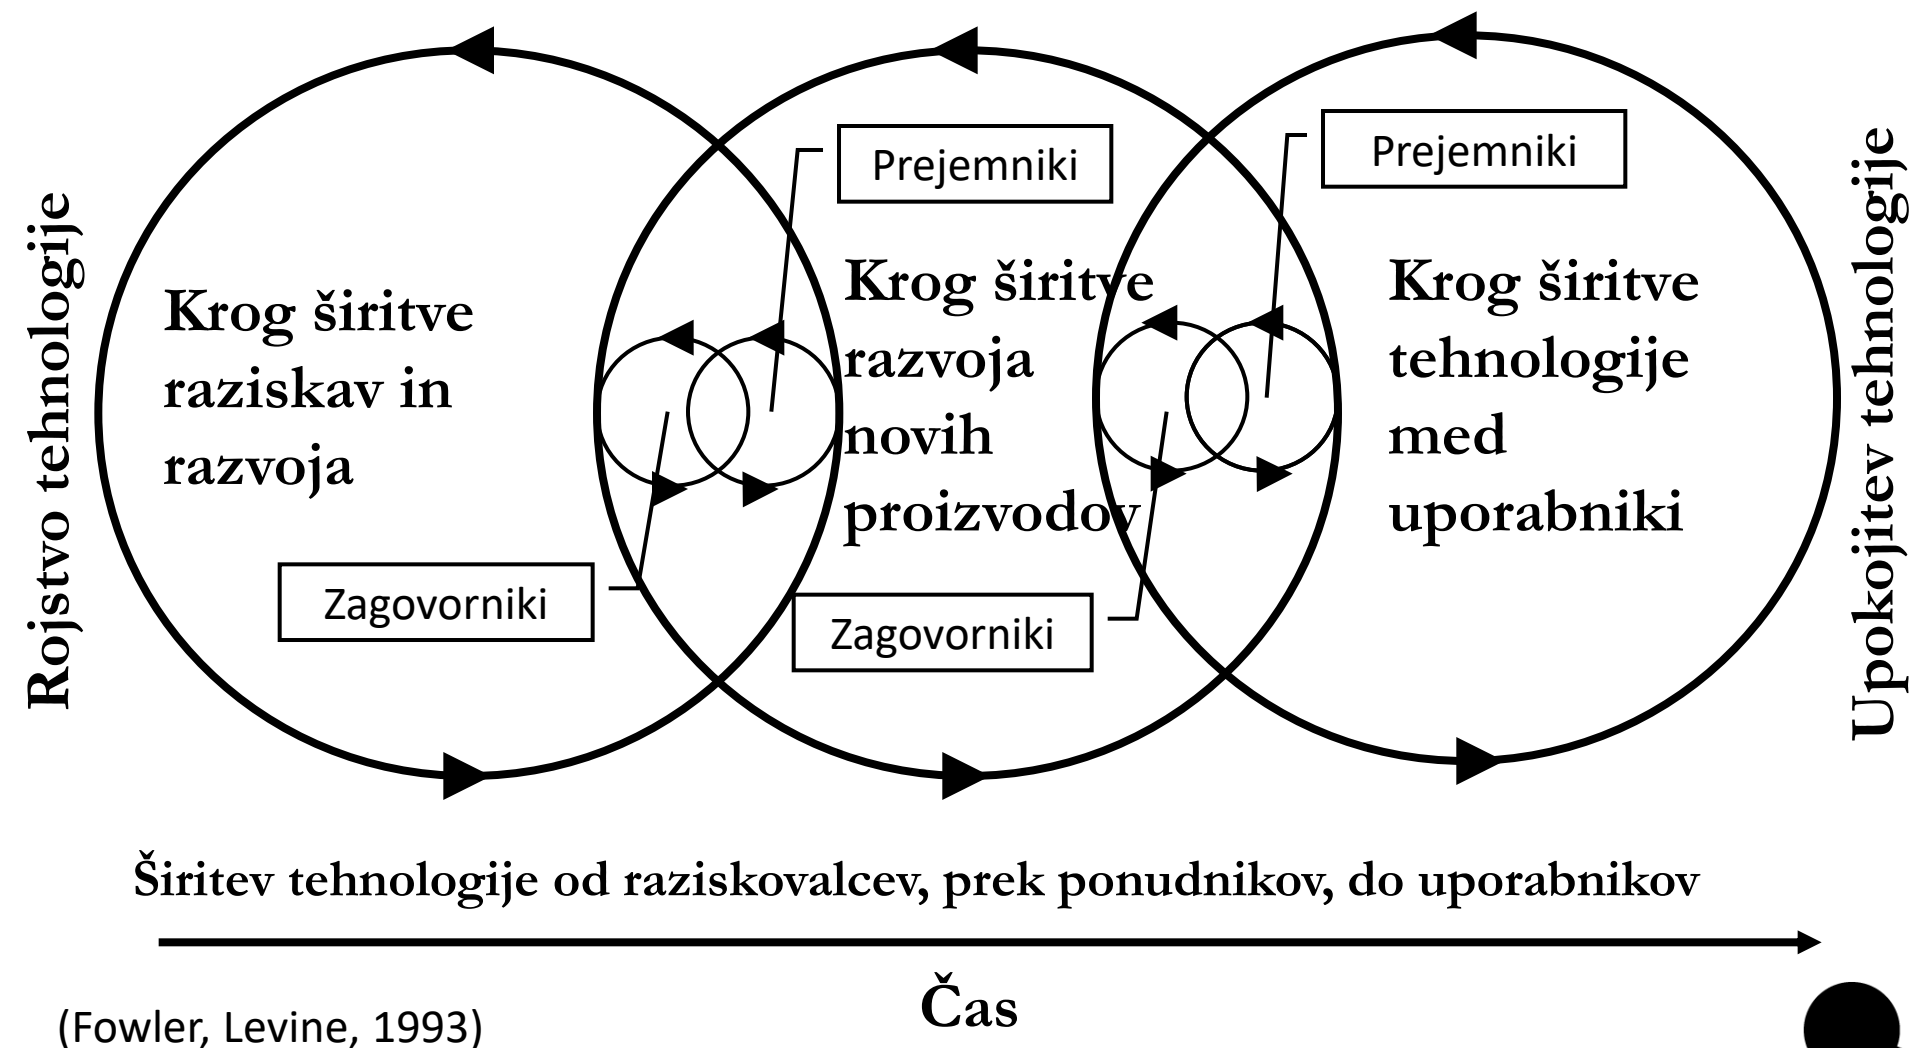 Rojstvo tehnologije
Krog širitve
raziskav in
razvoja
Zagovorniki
Prejemniki
Krog širitve
razvoja
novih
proizvodov
Zagovorniki
Prejemniki
Krog širitve
tehnologije
med
uporabniki
Upokojitev tehnologije
Širitev tehnologije od raziskovalcev, prek ponudnikov, do uporabnikov
Čas
(Fowler, Levine, 1993)